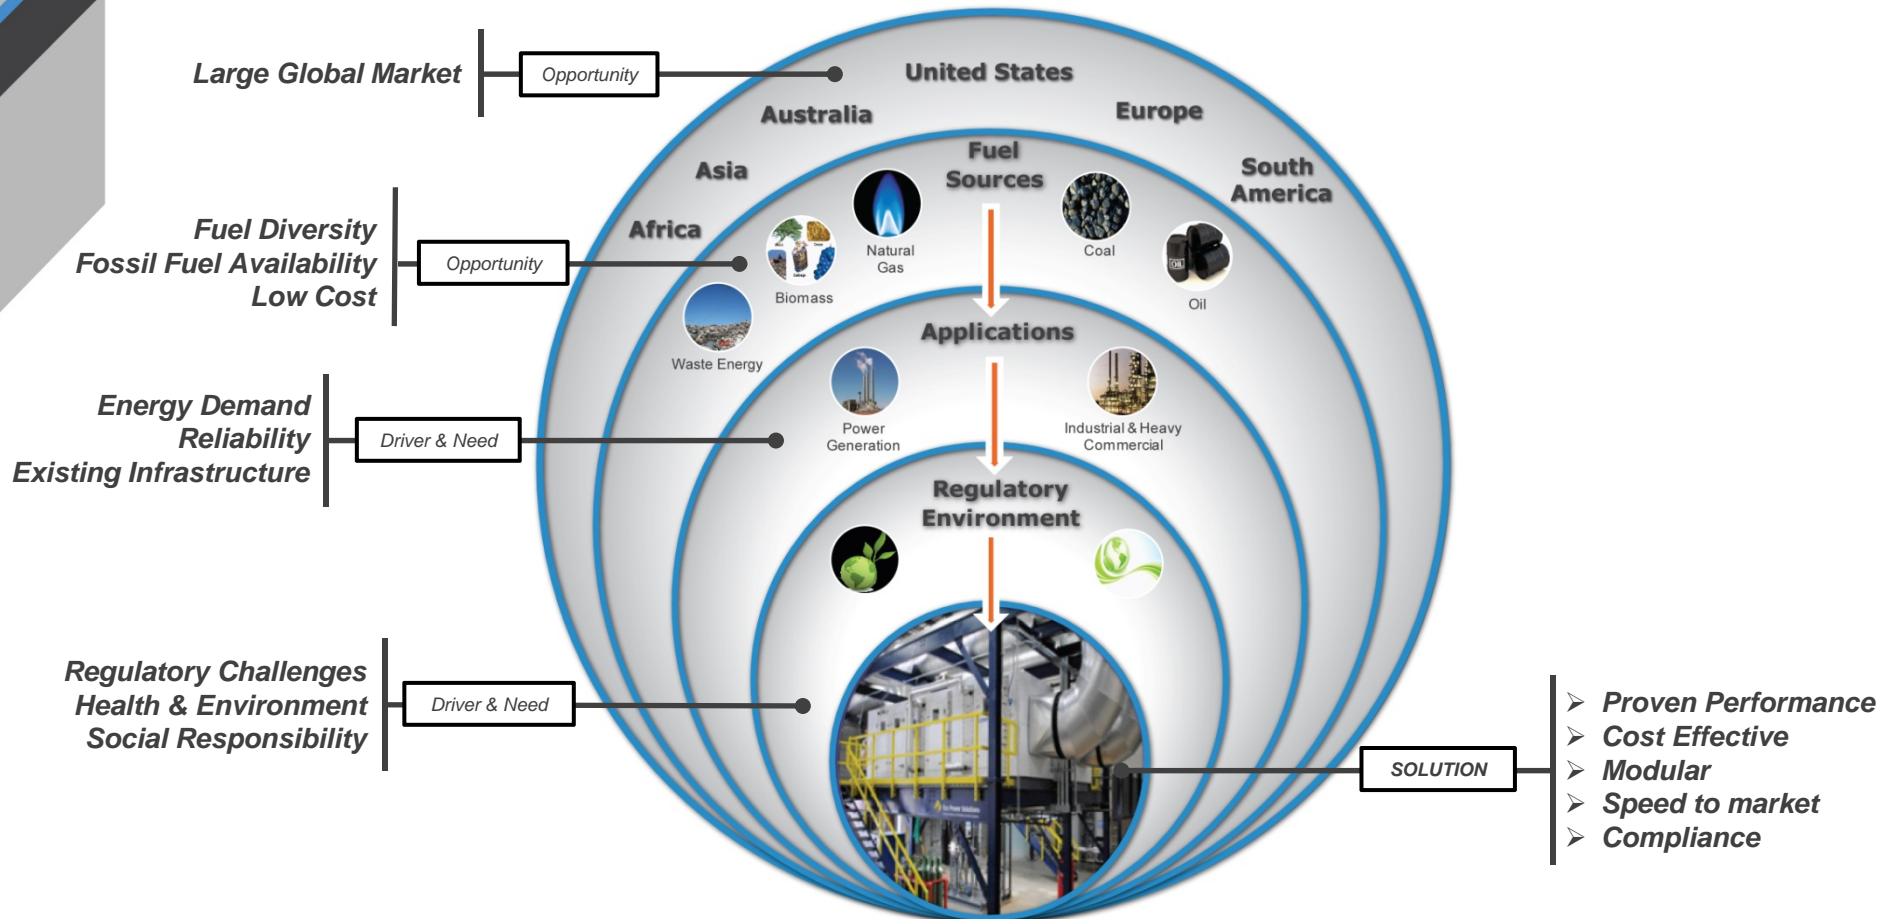 Large Global Market
Opportunity
United States
Australia
Europe
Asia
South
America
Africa
Fuel
Sources
Natural
Gas
Coal
Biomass
Oil
Waste Energy
Fuel Diversity
Fossil Fuel Availability
Low Cost
Opportunity
Applications
Power
Generation
Industrial & Heavy
Commercial
Energy Demand
Reliability
Existing Infrastructure
Driver & Need
Regulatory
Environment
Regulatory Challenges
Health & Environment
Social Responsibility
Driver & Need
SOLUTION
➢ Proven Performance
➢ Cost Effective
➢ Modular
➢ Speed to market
➢ Compliance
OIL